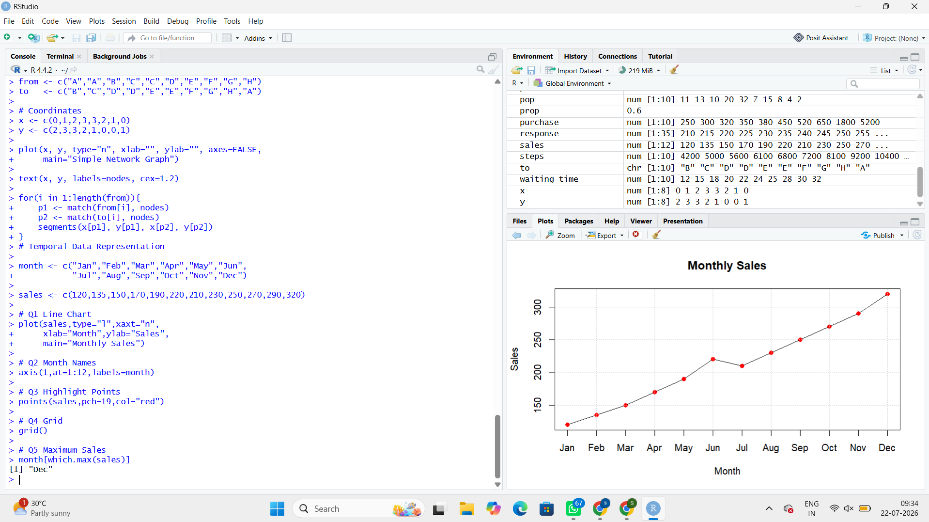 RStudio
File Edit Code View Plots Session Build Debug Profile Tools Help
Go to file/function Addins Posit Assistant Project: (None)
Console Terminal Background Jobs
R R 4.4.2 · ~/
> from <- c("A","A","B","C","C","D","E","F","G","H")
> to   <- c("B","C","D","D","E","E","F","G","H","A")
>
> # Coordinates
> x <- c(0,1,2,3,3,2,1,0)
> y <- c(2,3,3,2,1,0,0,1)
>
> plot(x, y, type="n", xlab="", ylab="", axes=FALSE,
+      main="Simple Network Graph")
>
> text(x, y, labels=nodes, cex=1.2)
>
> for(i in 1:length(from)){
+     p1 <- match(from[i], nodes)
+     p2 <- match(to[i], nodes)
+     segments(x[p1], y[p1], x[p2], y[p2])
+ }
> # Temporal Data Representation
>
> month <- c("Jan","Feb","Mar","Apr","May","Jun",
+            "Jul","Aug","Sep","Oct","Nov","Dec")
>
> sales <- c(120,135,150,170,190,220,210,230,250,270,290,320)
>
> # Q1 Line Chart
> plot(sales,type="l",xaxt="n",
+      xlab="Month",ylab="Sales",
+      main="Monthly Sales")
>
> # Q2 Month Names
> axis(1,at=1:12,labels=month)
>
> # Q3 Highlight Points
> points(sales,pch=19,col="red")
>
> # Q4 Grid
> grid()
>
> # Q5 Maximum Sales
> month[which.max(sales)]
[1] "Dec"
>
Environment History Connections Tutorial
Import Dataset 219 MiB List
R Global Environment
pop num [1:10] 11 13 10 20 32 7 15 8 4 2
prop 0.6
purchase num [1:10] 250 300 320 350 380 450 520 650 1800 5200
response num [1:35] 210 215 220 225 230 235 240 245 250 255 ...
sales num [1:12] 120 135 150 170 190 220 210 230 250 270 ...
steps num [1:10] 4200 5000 5600 6100 6800 7200 8100 9200 10400 ...
to chr [1:10] "B" "C" "D" "D" "E" "E" "F" "G" "H" "A"
waiting_time num [1:10] 12 15 18 20 22 24 25 28 30 32
x num [1:8] 0 1 2 3 3 2 1 0
y num [1:8] 2 3 3 2 1 0 0 1
Files Plots Packages Help Viewer Presentation
Zoom Export Publish
Monthly Sales
Sales
300
250
200
150
Jan Feb Mar Apr May Jun Jul Aug Sep Oct Nov Dec
Month
1
30°C
Partly sunny
Search
67
ENG
IN
09:34
22-07-2026